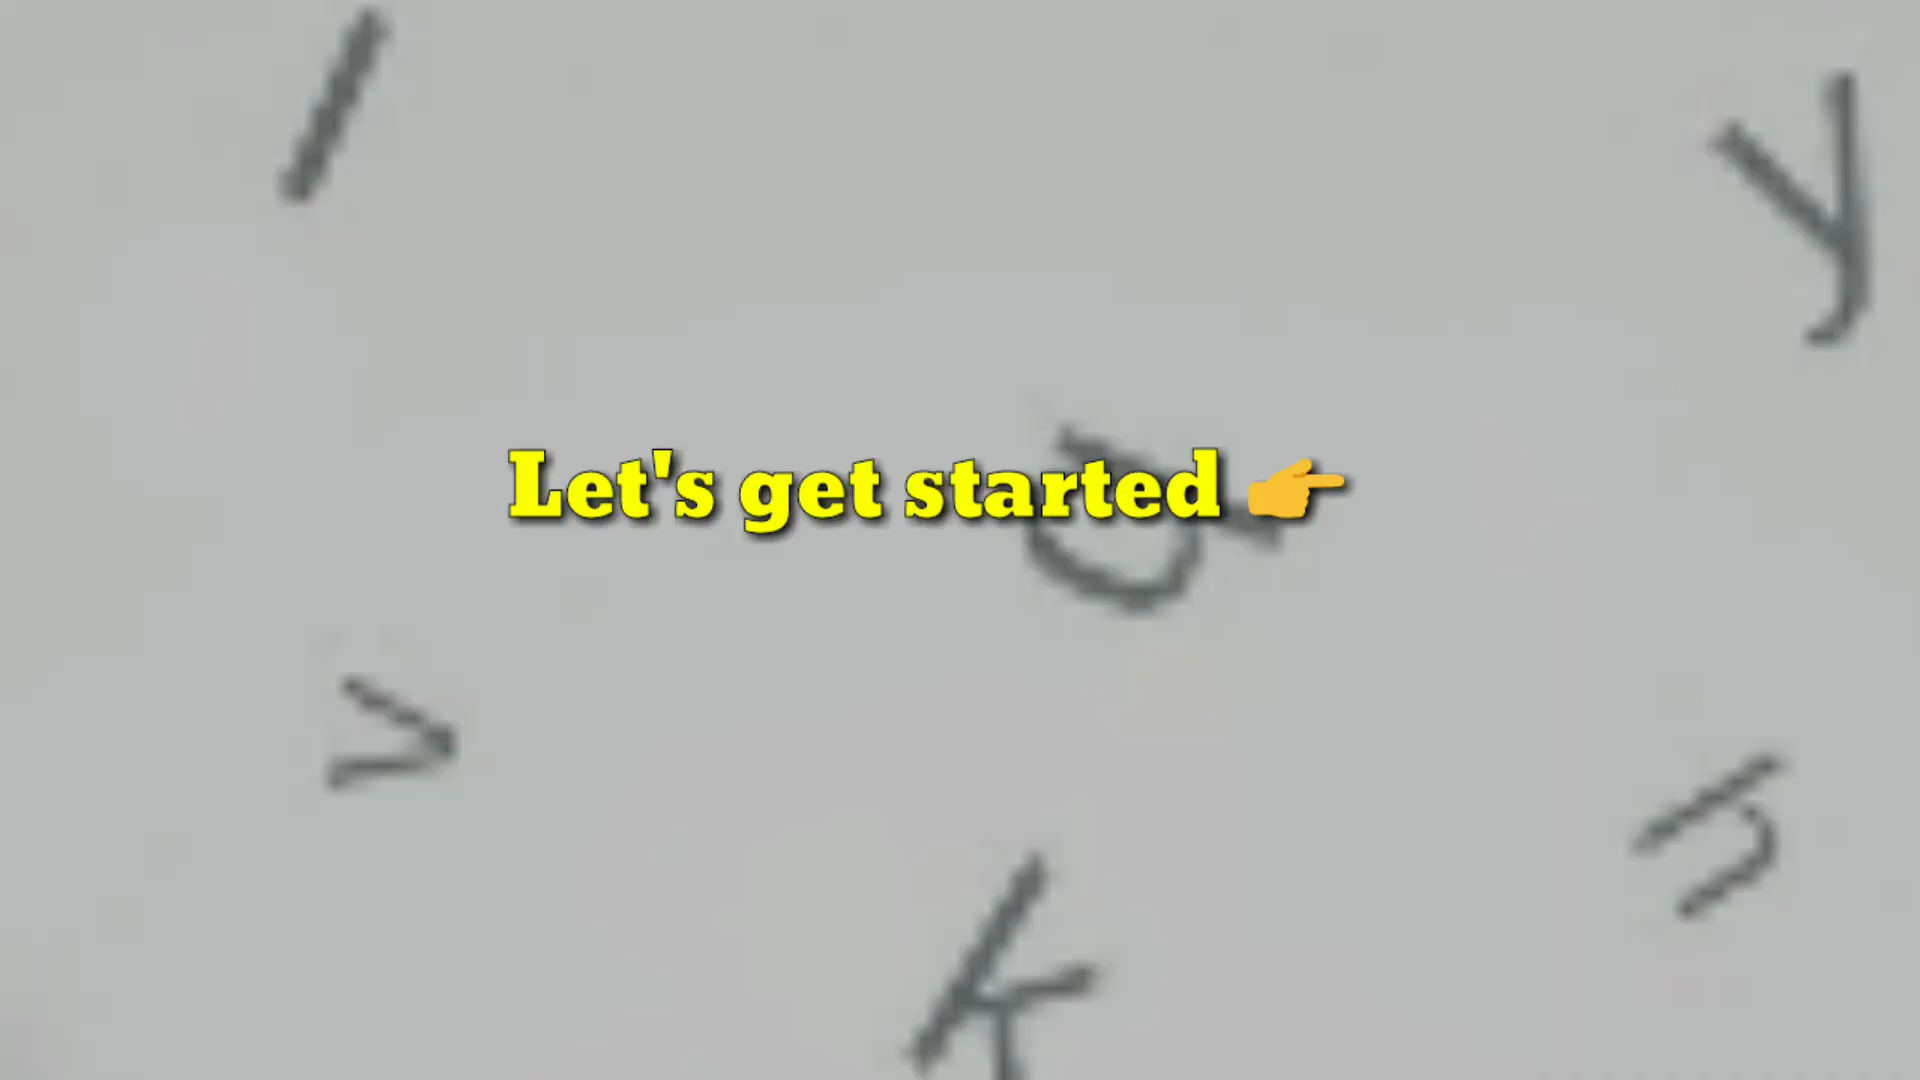 l
y
Let's get started 👉
d
>
h
k